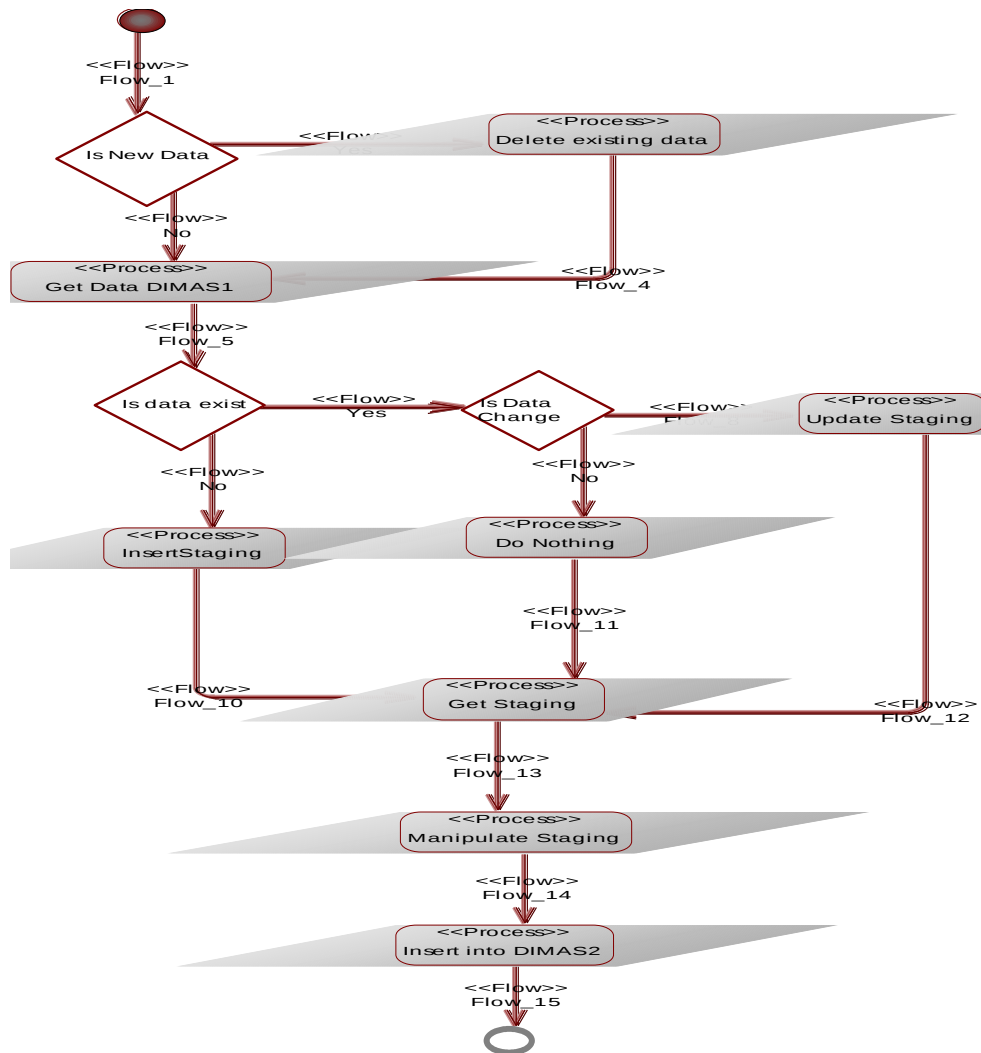 <<Flow>>
Flow_1
Is New Data
<<Flow>>
Yes
<<Process>>
Delete existing data
<<Flow>>
No
<<Process>>
Get Data DIMAS1
<<Flow>>
Flow_4
<<Flow>>
Flow_5
Is data exist
<<Flow>>
Yes
Is Data
Change
<<Flow>>
<<Process>>
Update Staging
<<Flow>>
No
<<Flow>>
No
<<Process>>
InsertStaging
<<Process>>
Do Nothing
<<Flow>>
Flow_11
<<Flow>>
Flow_10
<<Process>>
Get Staging
<<Flow>>
Flow_12
<<Flow>>
Flow_13
<<Process>>
Manipulate Staging
<<Flow>>
Flow_14
<<Process>>
Insert into DIMAS2
<<Flow>>
Flow_15